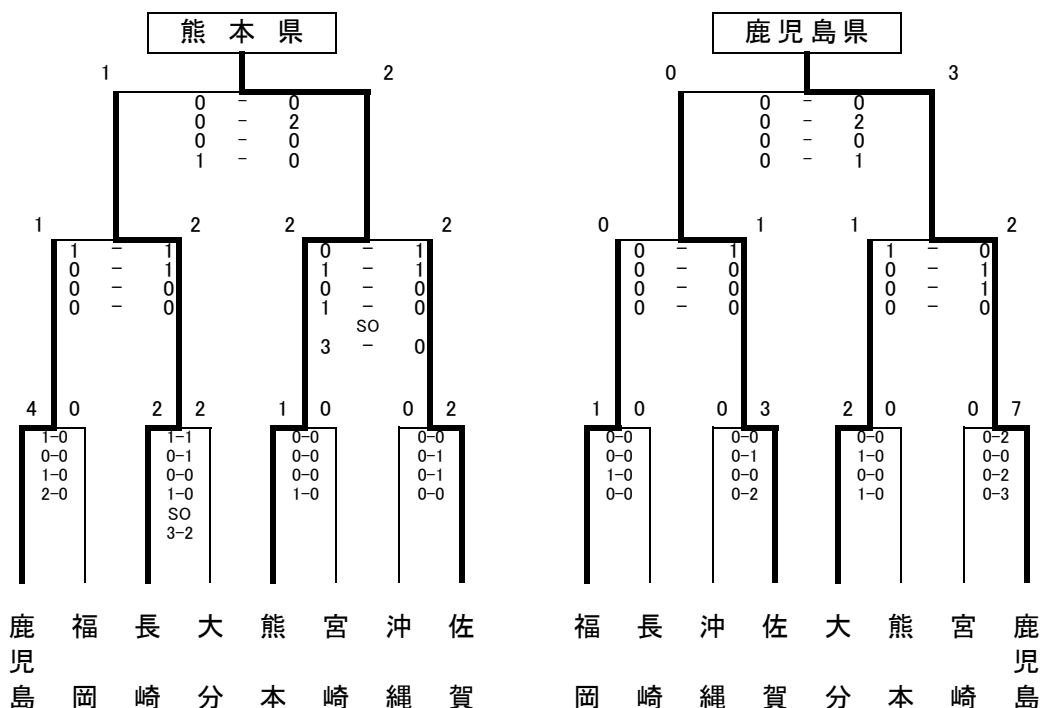 熊 本 県 鹿児島県
1 2 0 3
0 - 0 0 - 0
0 - 2 0 - 2
0 - 0 0 - 0
1 - 0 0 - 1
1 2 2 2 0 1 1 2
1 - 1 0 - 1 0 - 1 1 - 0
0 - 1 1 - 1 0 - 0 0 - 1
0 - 0 0 - 0 0 - 0 0 - 1
0 - 0 1 - 0 0 - 0 0 - 0
SO
3 - 0
4 0 2 2 1 0 0 2 1 0 0 3 2 0 0 7
1-0 1-1 0-0 0-0 0-0 0-0 0-0 0-2
0-0 0-1 0-0 0-1 0-0 0-1 1-0 0-0
1-0 0-0 0-0 0-1 1-0 0-0 0-0 0-2
2-0 1-0 1-0 0-0 0-0 0-2 1-0 0-3
SO
3-2
鹿児島 福岡 長崎 大分 熊本 宮崎 沖縄 佐賀 福岡 長崎 沖縄 佐賀 大分 熊本 宮崎 鹿児島